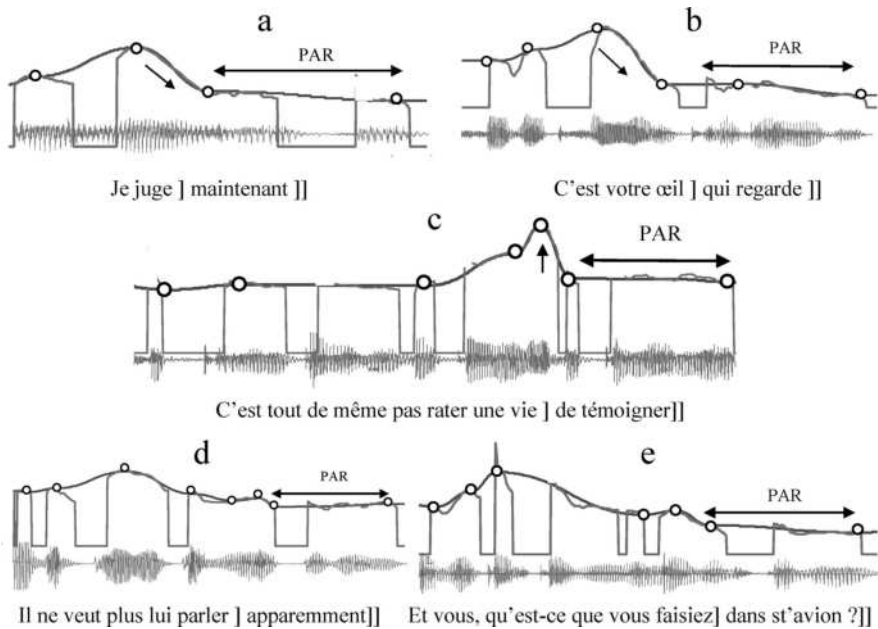 a
b
PAR
PAR
Je juge ] maintenant ]]
C'est votre œil ] qui regarde ]]
c
PAR
C'est tout de même pas rater une vie ] de témoigner]]
d
e
PAR
PAR
Il ne veut plus lui parler ] apparemment]]
Et vous, qu'est-ce que vous faisiez] dans st'avion ?]]